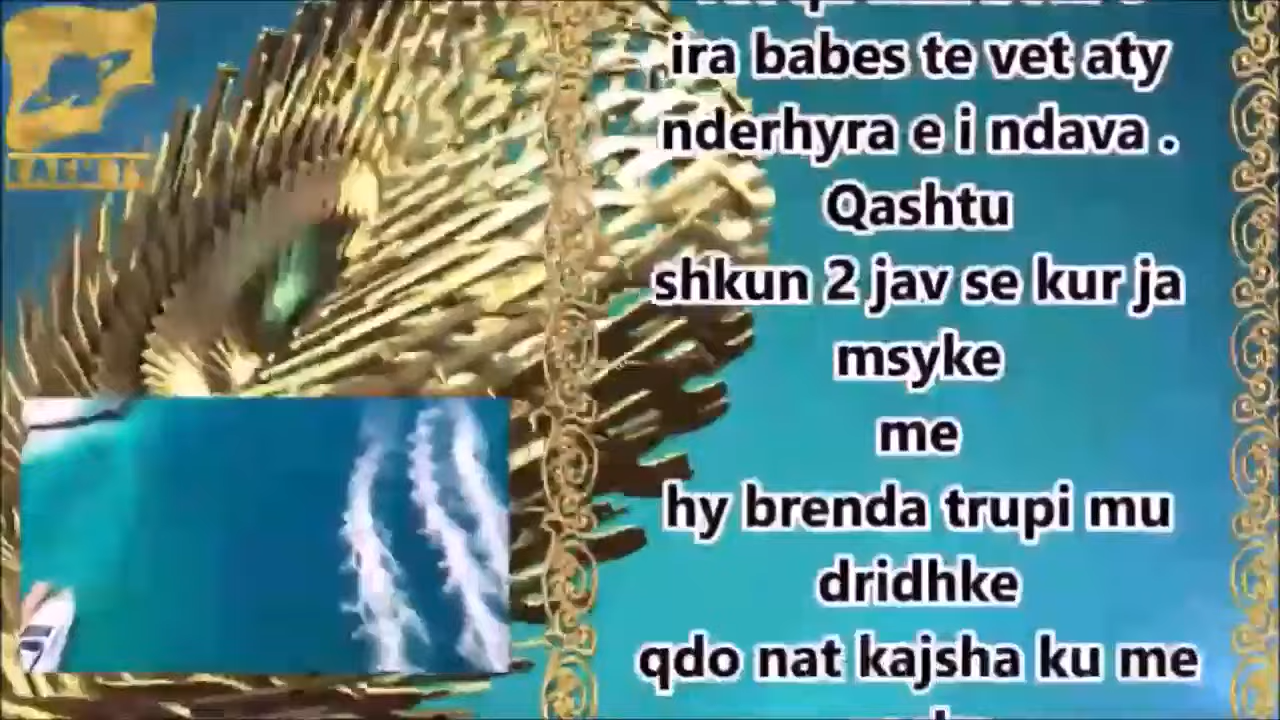 ira babes te vet aty
nderhyra e i ndava .
Qashtu
shkun 2 jav se kur ja
msyke
me
hy brenda trupi mu
dridhke
qdo nat kajsha ku me